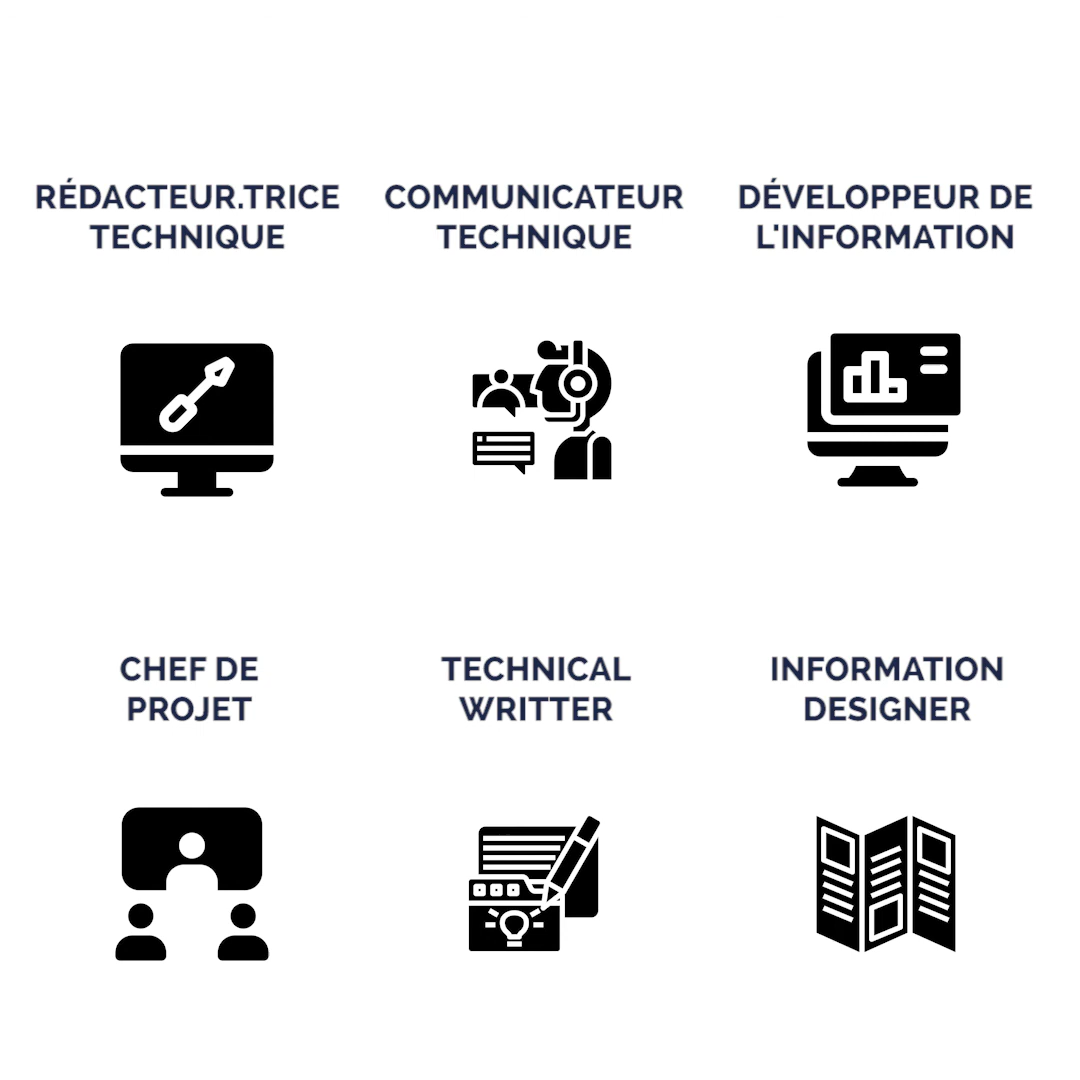 RÉDACTEUR.TRICE
TECHNIQUE
COMMUNICATEUR
TECHNIQUE
DÉVELOPPEUR DE
L'INFORMATION
CHEF DE
PROJET
TECHNICAL
WRITTER
INFORMATION
DESIGNER